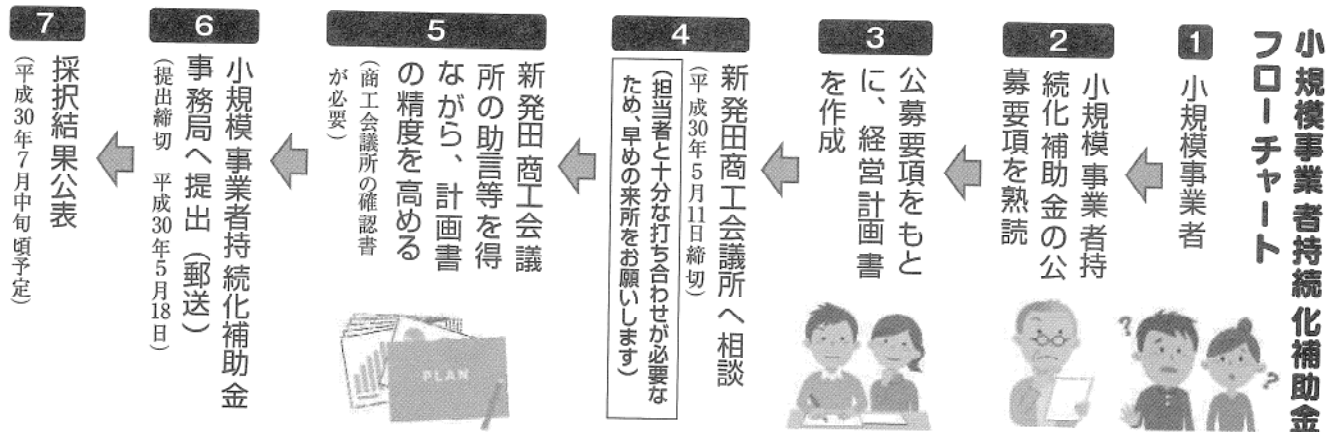 小規模事業者持続化補助金
フローチャート
1
小規模事業者
2
小規模事業者持
続化補助金の公
募要項を熟読
3
公募要項をもと
に、経営計画書
を作成
4
新発田商工会議所へ相談
(平成30年5月11日締切)
(担当者と十分な打ち合わせが必要な
ため、早めの来所をお願いします)
5
新発田商工会議
所の助言等を得
ながら、計画書
の精度を高める
(商工会議所の確認書
が必要)
PLAN
6
小規模事業者持続化補助金
事務局へ提出(郵送)
(提出締切 平成30年5月18日)
7
採択結果公表
(平成30年7月中旬頃予定)
? ?